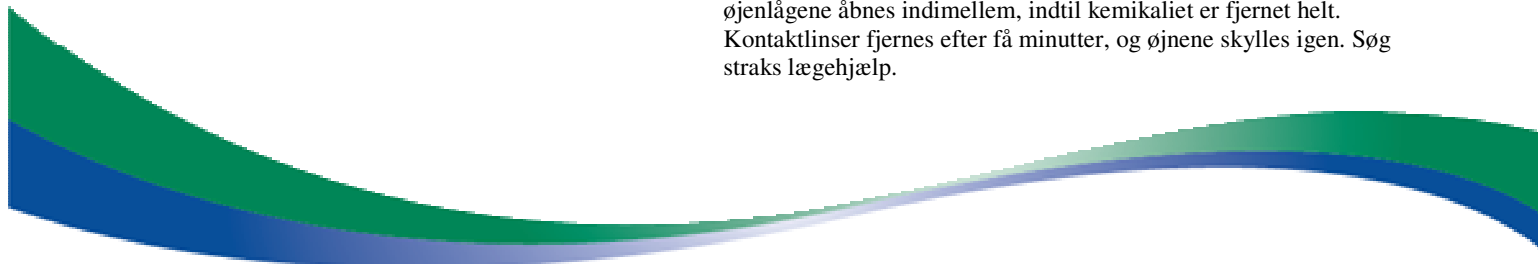 øjenlågene åbnes indimellem, indtil kemikaliet er fjernet helt.
Kontaktlinser fjernes efter få minutter, og øjnene skylles igen. Søg
straks lægehjælp.